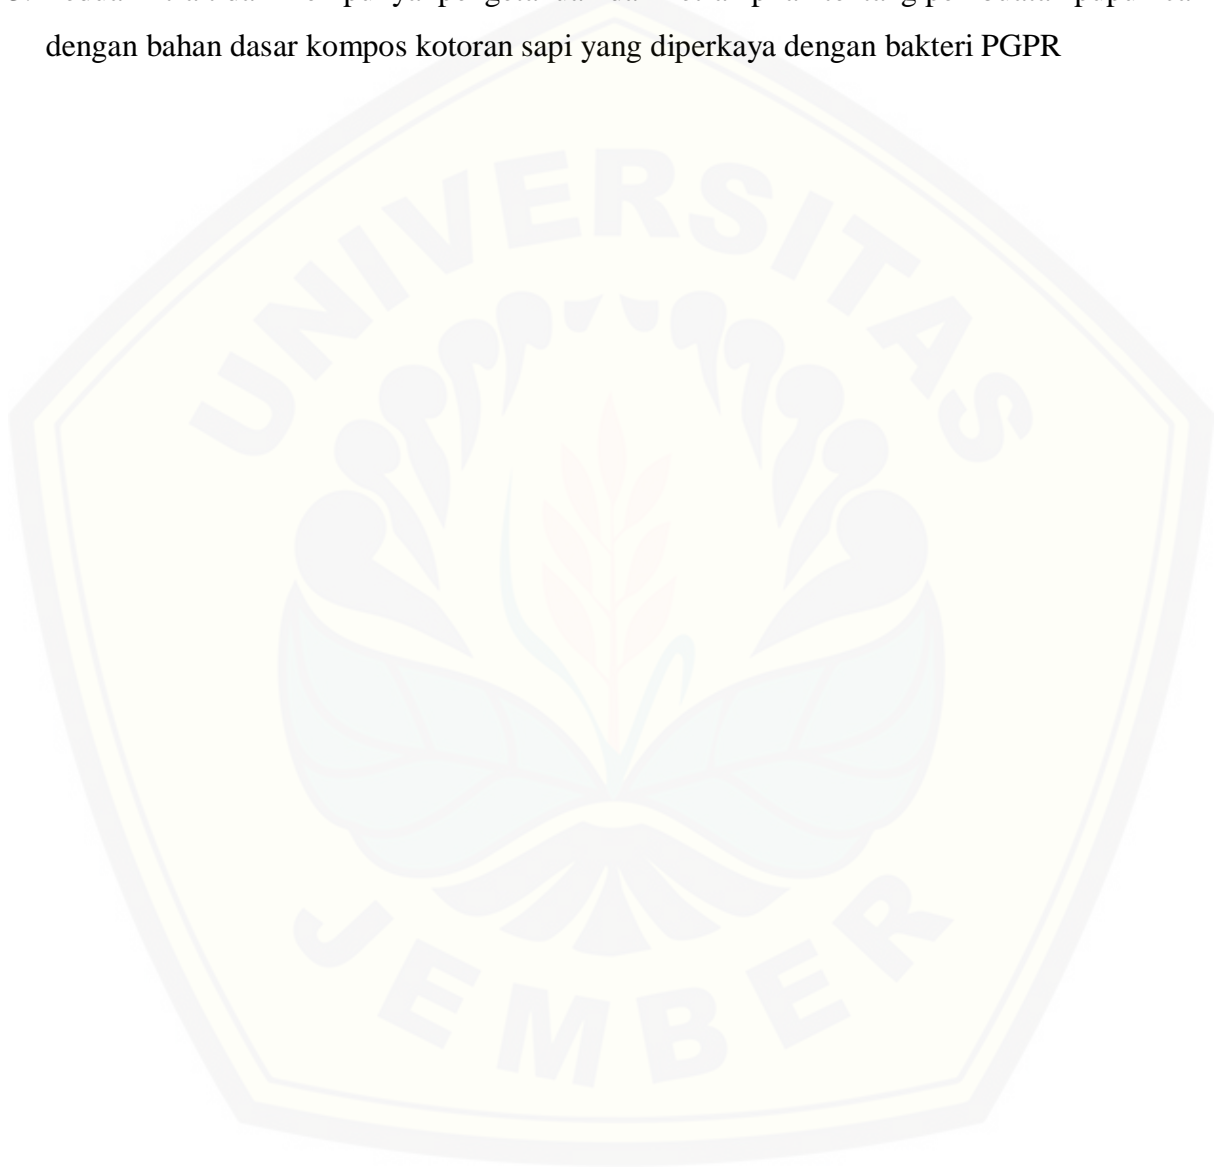 dengan bahan dasar kompos kotoran sapi yang diperkaya dengan bakteri PGPR
UNIVERSITAS
JEMBER